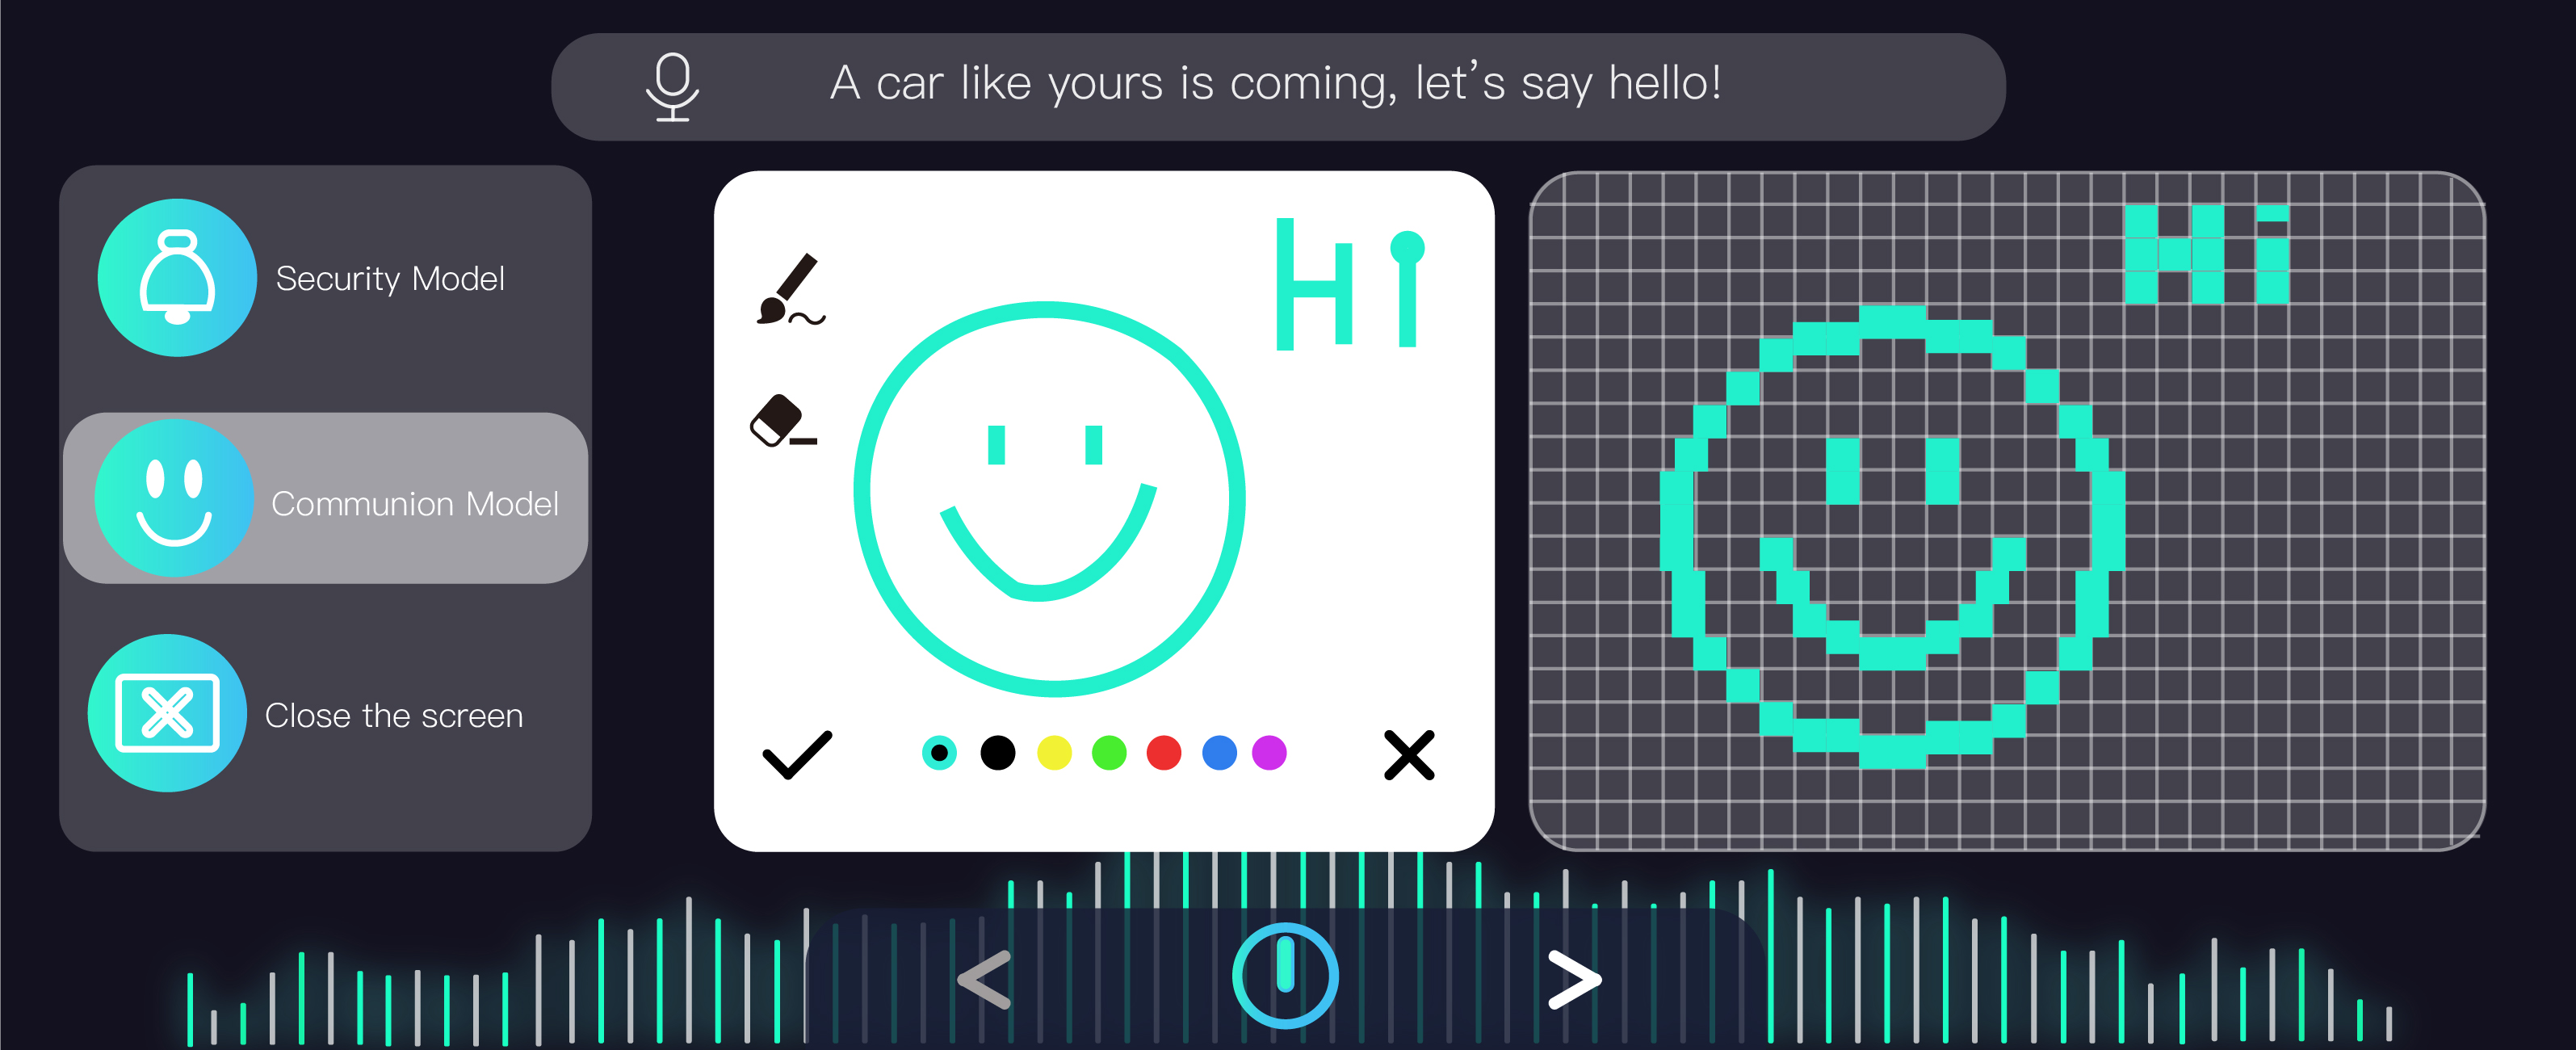 A car like yours is coming, let’s say hello!
Security Model
Communion Model
Close the screen
Hi
Hi